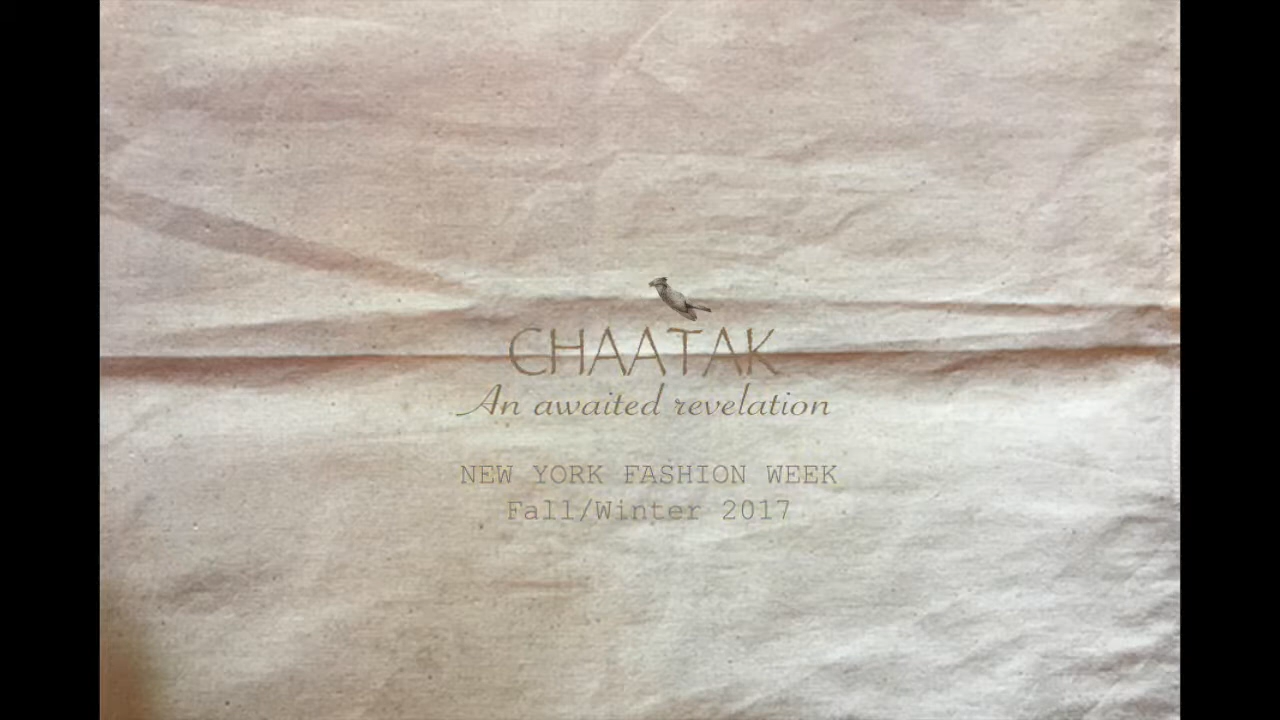 CHAATAK
An awaited revelation
NEW YORK FASHION WEEK
Fall/Winter 2017